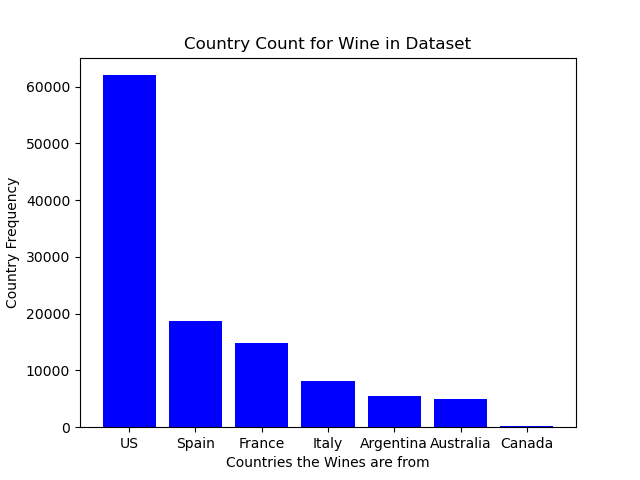 Country Count for Wine in Dataset
60000
50000
40000
30000
20000
10000
0
Country Frequency
US Spain France Italy Argentina Australia Canada
Countries the Wines are from